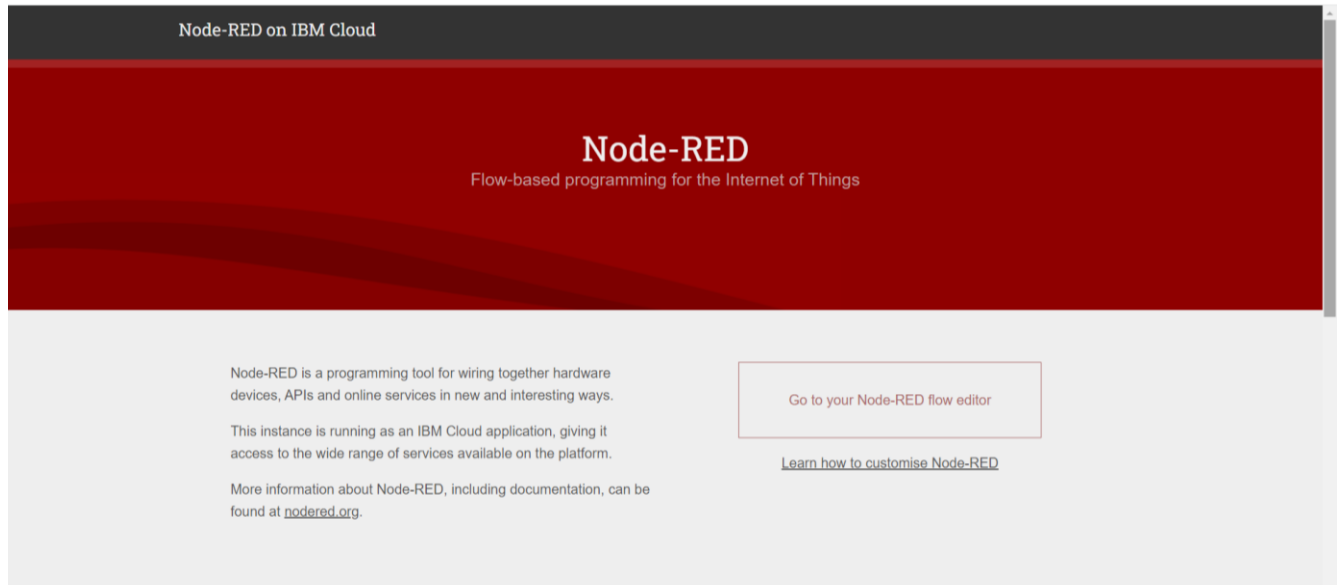 Node-RED on IBM Cloud
Node-RED
Flow-based programming for the Internet of Things
Node-RED is a programming tool for wiring together hardware
devices, APIs and online services in new and interesting ways.
This instance is running as an IBM Cloud application, giving it
access to the wide range of services available on the platform.
More information about Node-RED, including documentation, can be
found at nodered.org.
Go to your Node-RED flow editor
Learn how to customise Node-RED